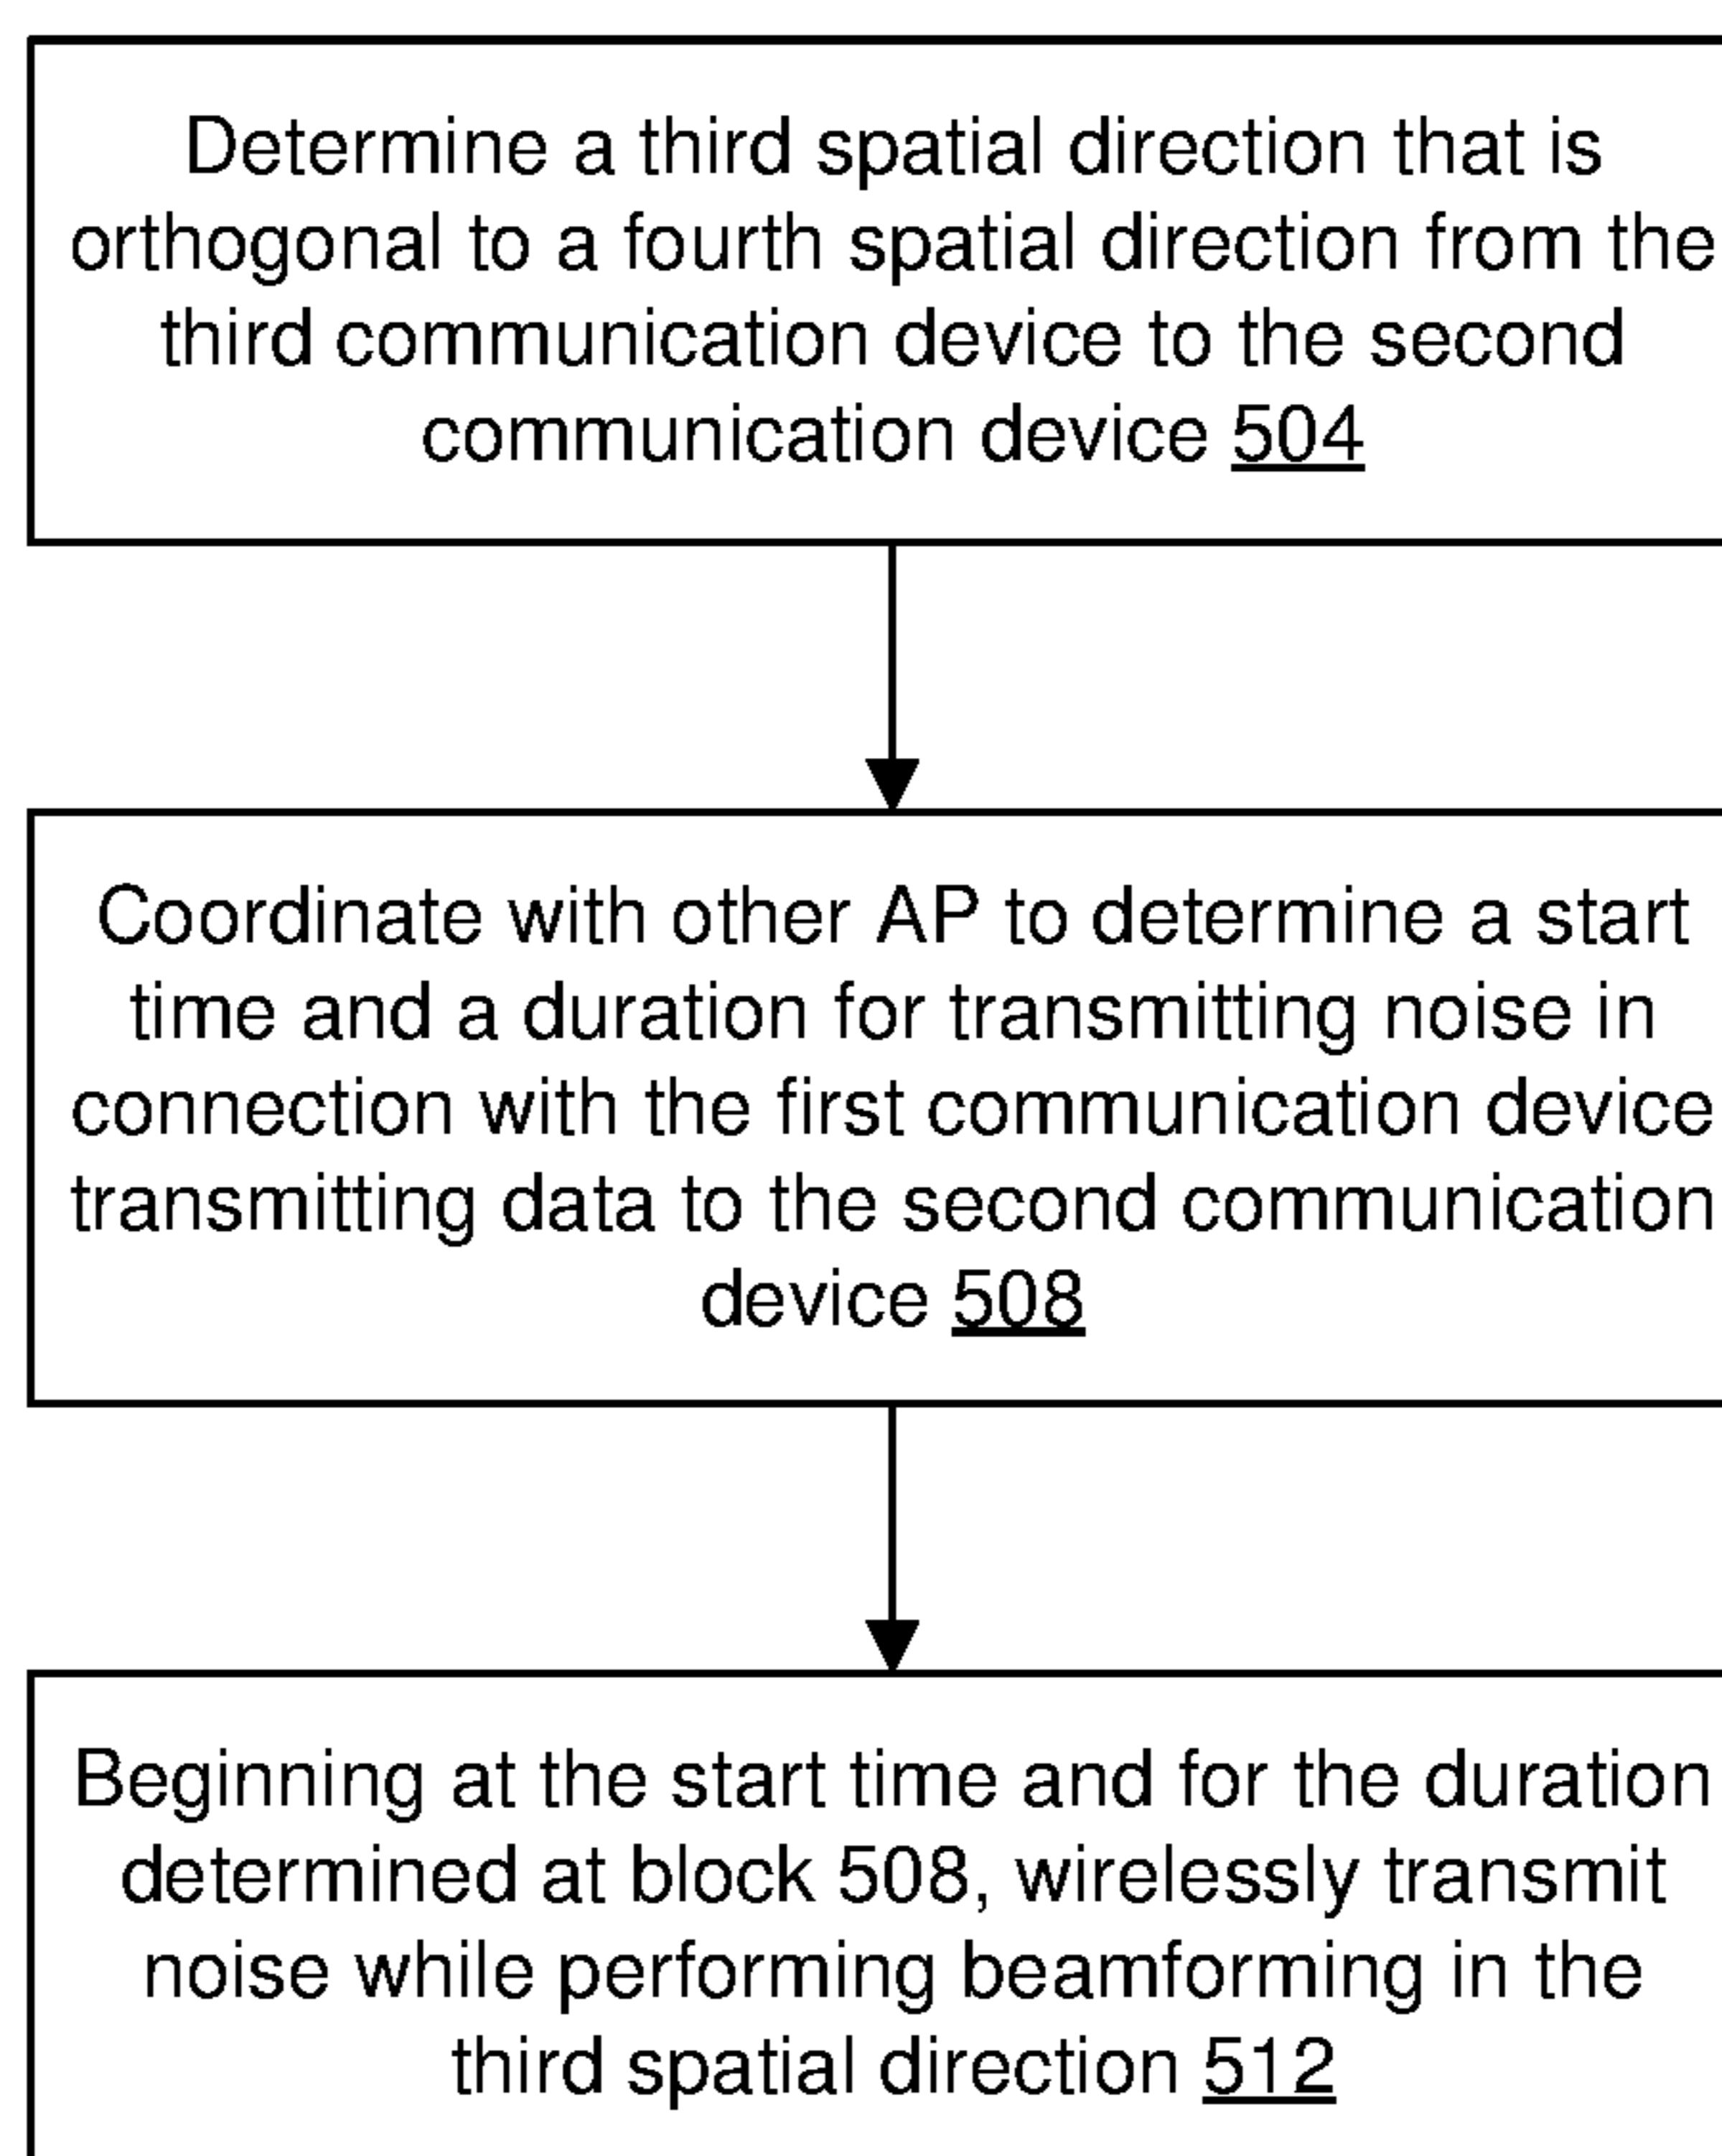 Determine a third spatial direction that is
orthogonal to a fourth spatial direction from the
third communication device to the second
communication device 504
Coordinate with other AP to determine a start
time and a duration for transmitting noise in
connection with the first communication device
transmitting data to the second communication
device 508
Beginning at the start time and for the duration
determined at block 508, wirelessly transmit
noise while performing beamforming in the
third spatial direction 512